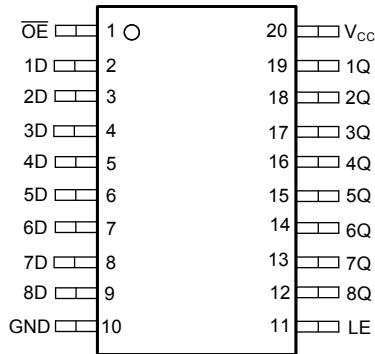 O̅E̅ 1 20 VCC
1D 2 19 1Q
2D 3 18 2Q
3D 4 17 3Q
4D 5 16 4Q
5D 6 15 5Q
6D 7 14 6Q
7D 8 13 7Q
8D 9 12 8Q
GND 10 11 LE